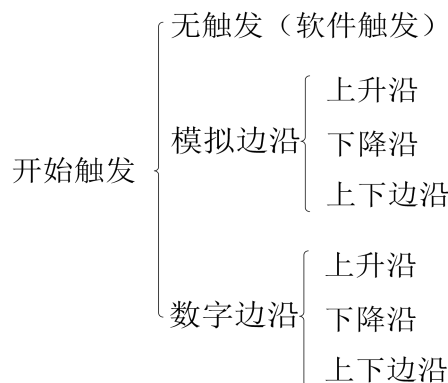 无触发（软件触发）
上升沿
模拟边沿
下降沿
开始触发
上下边沿
上升沿
数字边沿
下降沿
上下边沿